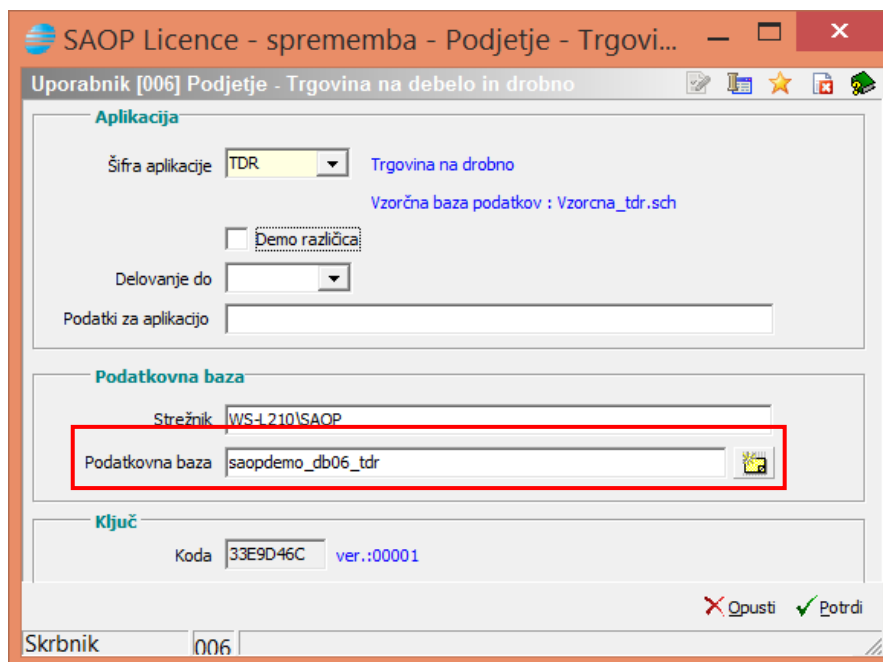 SAOP Licence - sprememba - Podjetje - Trgovi...
Uporabnik [006] Podjetje - Trgovina na debelo in drobno
Aplikacija
Šifra aplikacije TDR Trgovina na drobno
Vzorčna baza podatkov : Vzorcna_tdr.sch
Demo različica
Delovanje do
Podatki za aplikacijo
Podatkovna baza
Strežnik WS-L210\SAOP
Podatkovna baza saopdemo_db06_tdr
Ključ
Koda 33E9D46C ver.:00001
Opusti Potrdi
Skrbnik 006